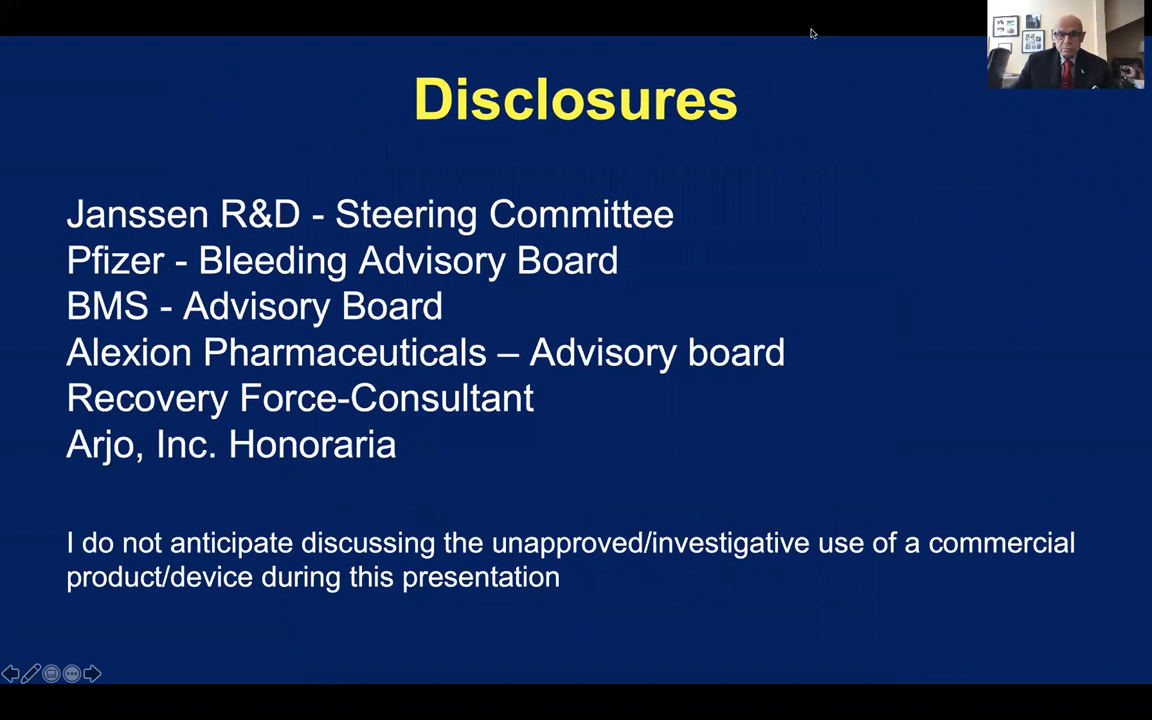 Disclosures
Janssen R&D - Steering Committee
Pfizer - Bleeding Advisory Board
BMS - Advisory Board
Alexion Pharmaceuticals – Advisory board
Recovery Force-Consultant
Arjo, Inc. Honoraria
I do not anticipate discussing the unapproved/investigative use of a commercial
product/device during this presentation